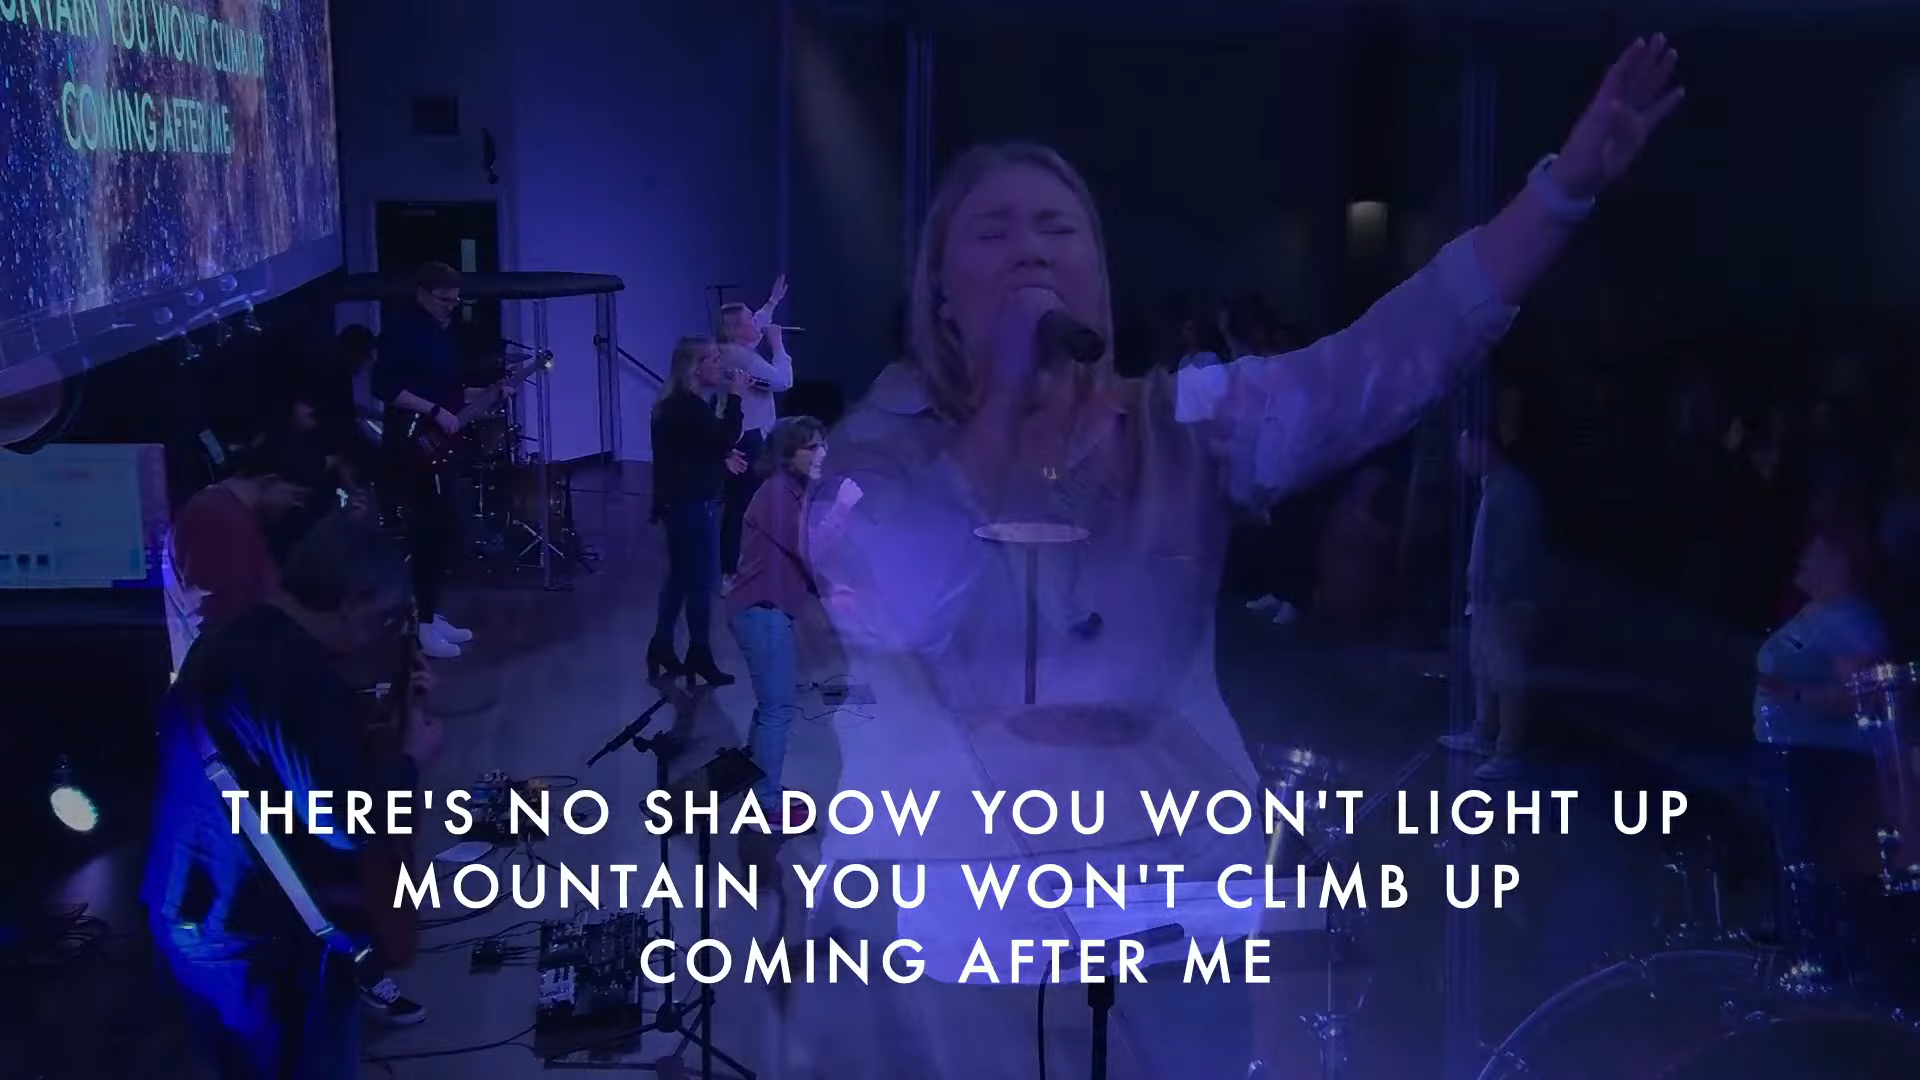 UNTAIN YOU WON'T CLIMB UP
COMING AFTER ME
THERE'S NO SHADOW YOU WON'T LIGHT UP
MOUNTAIN YOU WON'T CLIMB UP
COMING AFTER ME